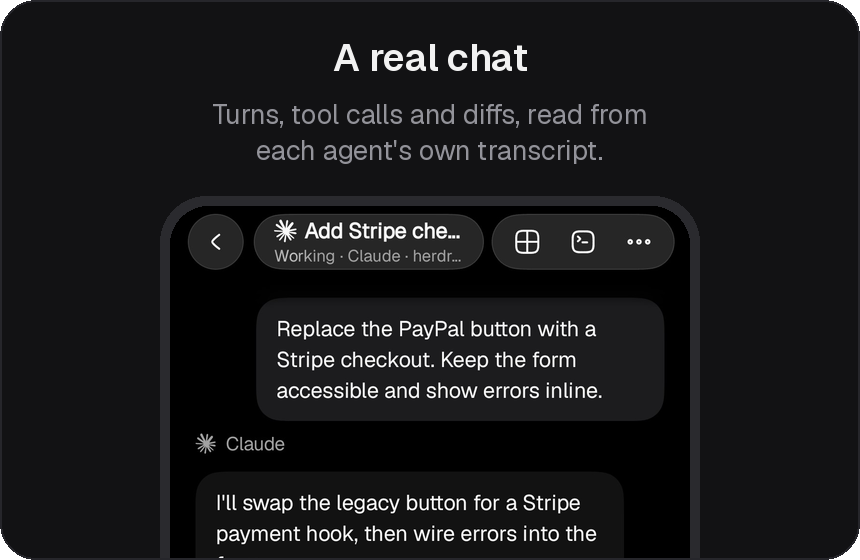 A real chat
Turns, tool calls and diffs, read from
each agent's own transcript.
Add Stripe che...
Working · Claude · herdr...
Replace the PayPal button with a
Stripe checkout. Keep the form
accessible and show errors inline.
Claude
I'll swap the legacy button for a Stripe
payment hook, then wire errors into the